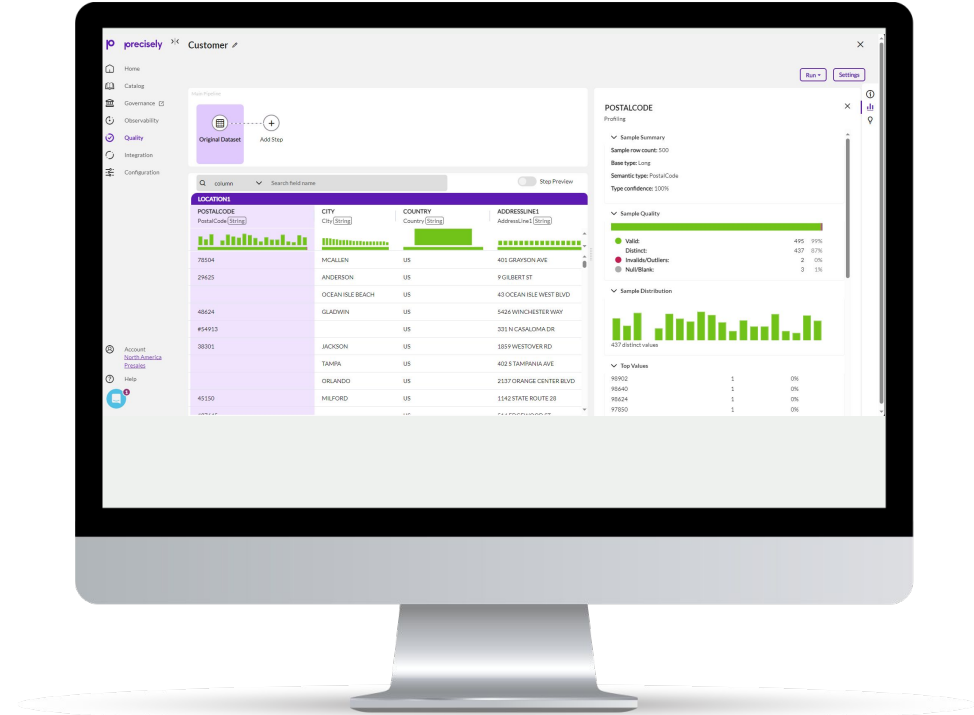 precisely
Customer
Home
Catalog
Governance
Observability
Quality
Integration
Configuration
Account
North America
Presales
Help
1
Run
Settings
Main Pipeline
Original Dataset
Add Step
column
Search field name
Step Preview
LOCATION1
POSTALCODE CITY COUNTRY ADDRESSLINE1
PostalCode String City String Country String AddressLine1 String
78504 MCALLEN US 401 GRAYSON AVE
29625 ANDERSON US 9 GILBERT ST
OCEAN ISLE BEACH US 43 OCEAN ISLE WEST BLVD
48624 GLADWIN US 5426 WINCHESTER WAY
#54913 US 331 N CASALOMA DR
38301 JACKSON US 1859 WESTOVER RD
TAMPA US 402 S TAMPANIA AVE
ORLANDO US 2137 ORANGE CENTER BLVD
45150 MILFORD US 1142 STATE ROUTE 28
POSTALCODE
Profiling
Sample Summary
Sample row count: 500
Base type: Long
Semantic type: PostalCode
Type confidence: 100%
Sample Quality
Valid: 495 99%
Distinct: 437 87%
Invalids/Outliers: 2 0%
Null/Blank: 3 1%
Sample Distribution
437 distinct values
Top Values
98902 1 0%
98640 1 0%
98624 1 0%
97850 1 0%